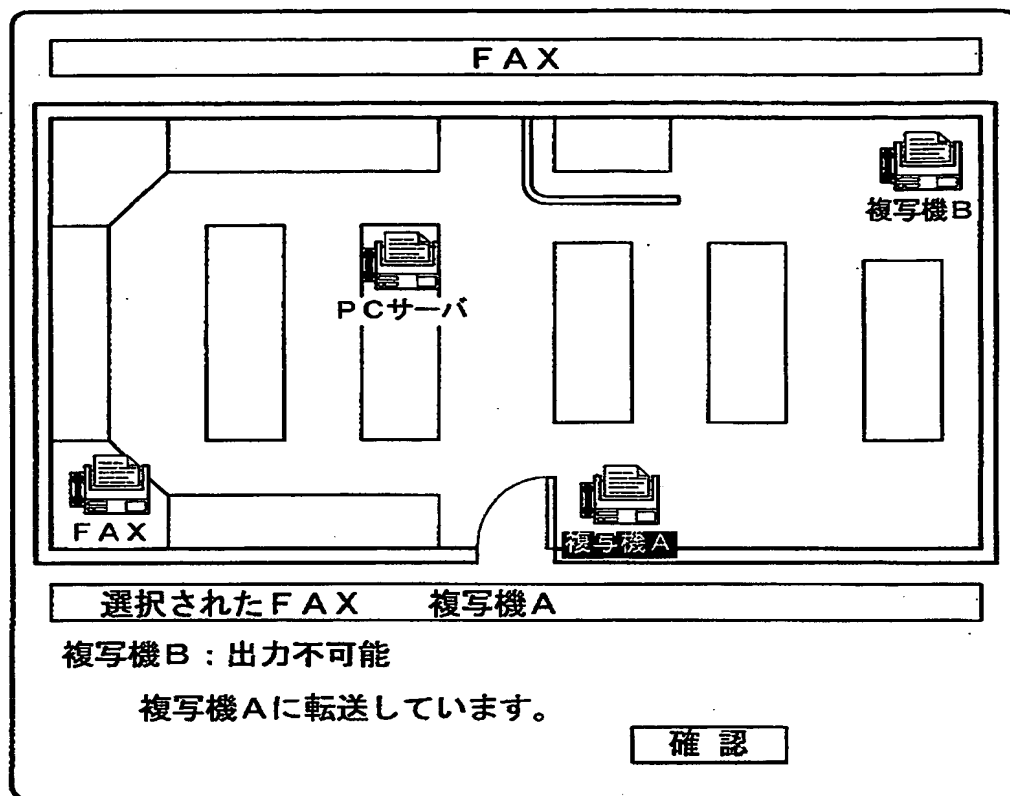 FAX
複写機B
PCサーバ
FAX
複写機A
選択されたFAX 複写機A
複写機B:出力不可能
複写機Aに転送しています。
確認